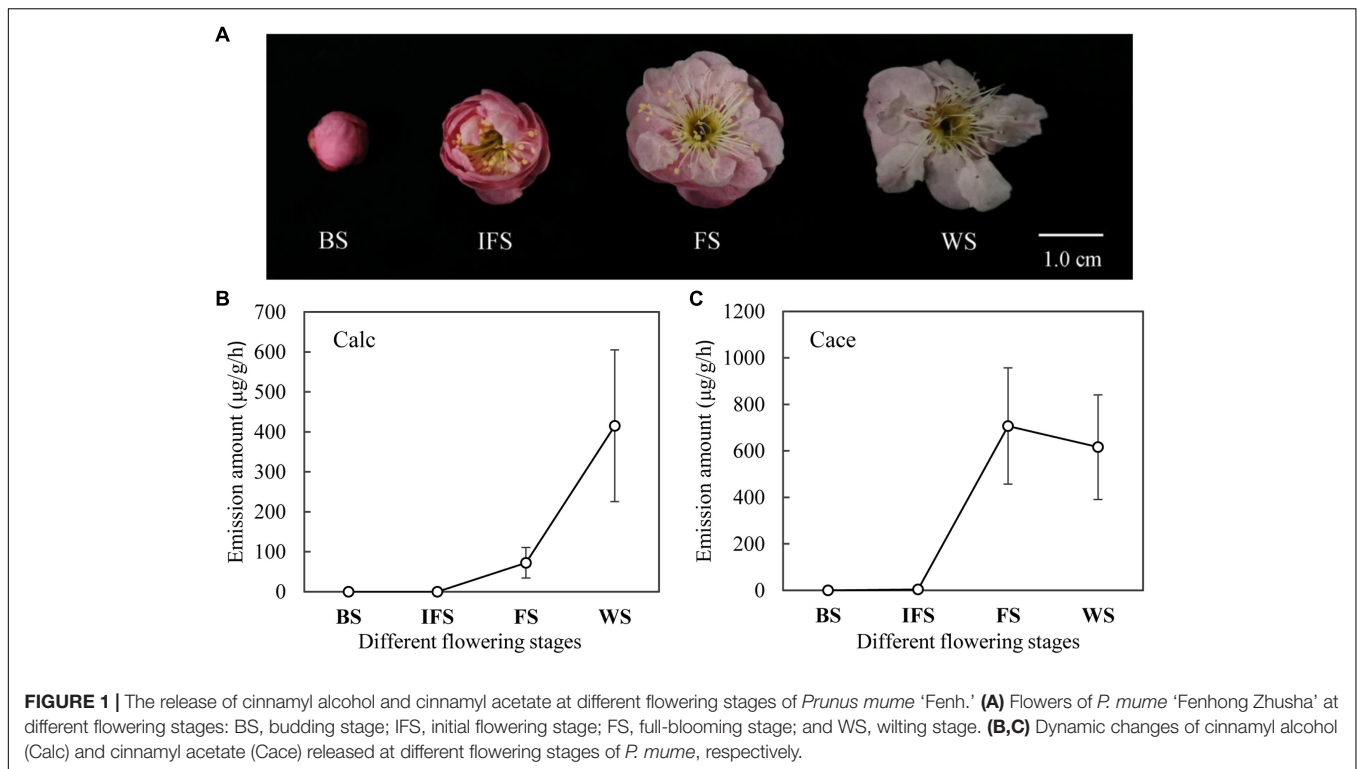 A
BS
IFS
FS
WS
1.0 cm
B
700
600
500
400
300
200
100
0
Emission amount (µg/g/h)
Calc
BS
IFS
FS
WS
Different flowering stages
C
1200
1000
800
600
400
200
0
Emission amount (µg/g/h)
Cace
BS
IFS
FS
WS
Different flowering stages
FIGURE 1 | The release of cinnamyl alcohol and cinnamyl acetate at different flowering stages of Prunus mume ‘Fenh.’ (A) Flowers of P. mume ‘Fenhong Zhusha’ at
different flowering stages: BS, budding stage; IFS, initial flowering stage; FS, full-blooming stage; and WS, wilting stage. (B,C) Dynamic changes of cinnamyl alcohol
(Calc) and cinnamyl acetate (Cace) released at different flowering stages of P. mume, respectively.